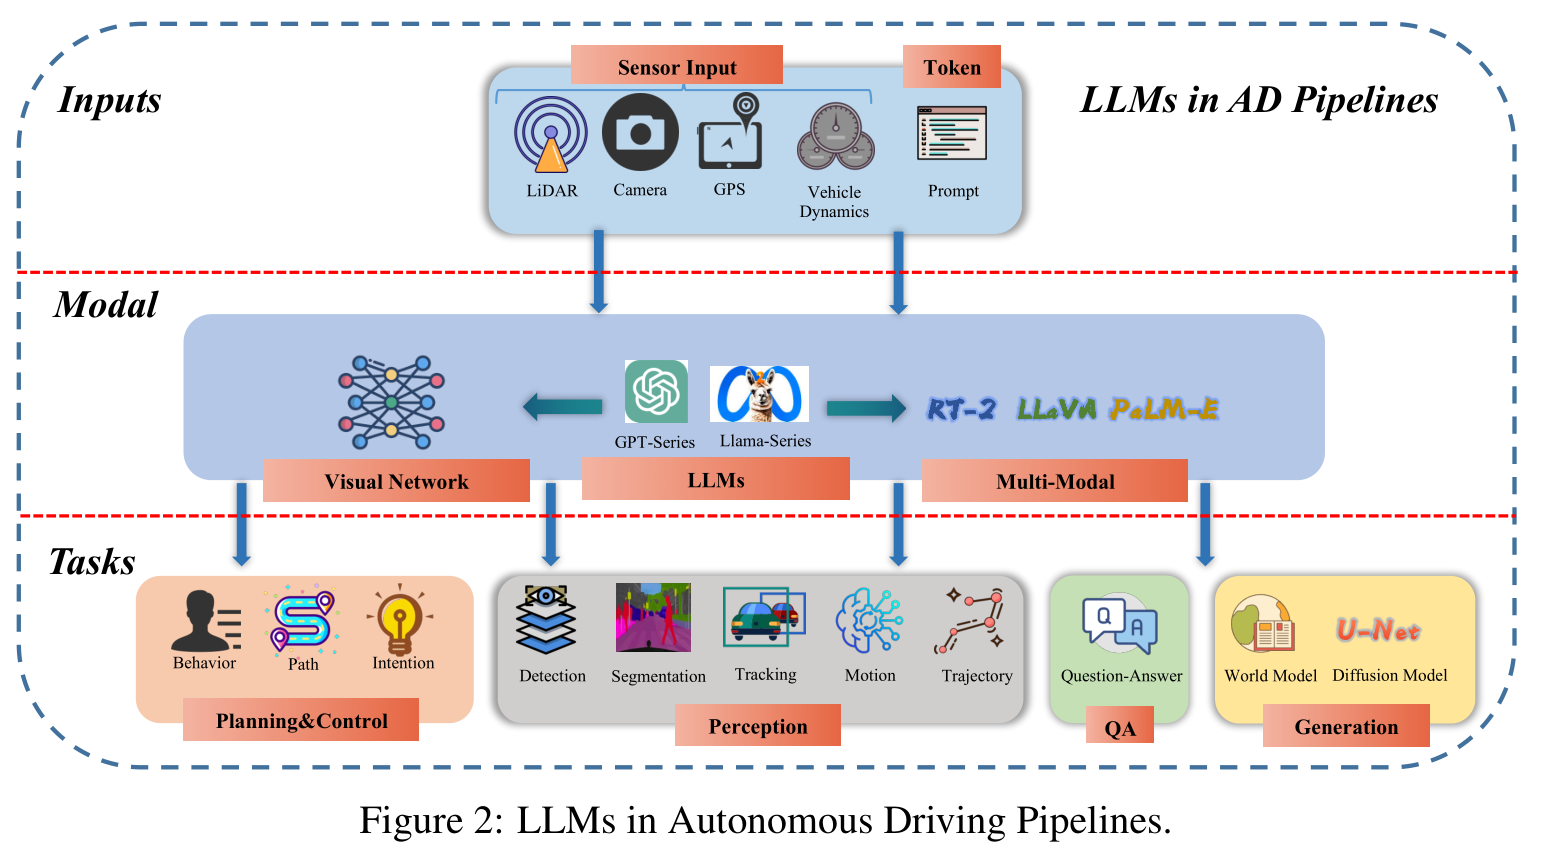 Inputs
Sensor Input
Token
LLMs in AD Pipelines
LiDAR
Camera
GPS
Vehicle
Dynamics
Prompt
Modal
GPT-Series
Llama-Series
RT-2
LLaVA
PaLM-E
Visual Network
LLMs
Multi-Modal
Tasks
Behavior
Path
Intention
Planning&Control
Detection
Segmentation
Tracking
Motion
Trajectory
Perception
Q
A
Question-Answer
QA
U-Net
World Model
Diffusion Model
Generation
Figure 2: LLMs in Autonomous Driving Pipelines.